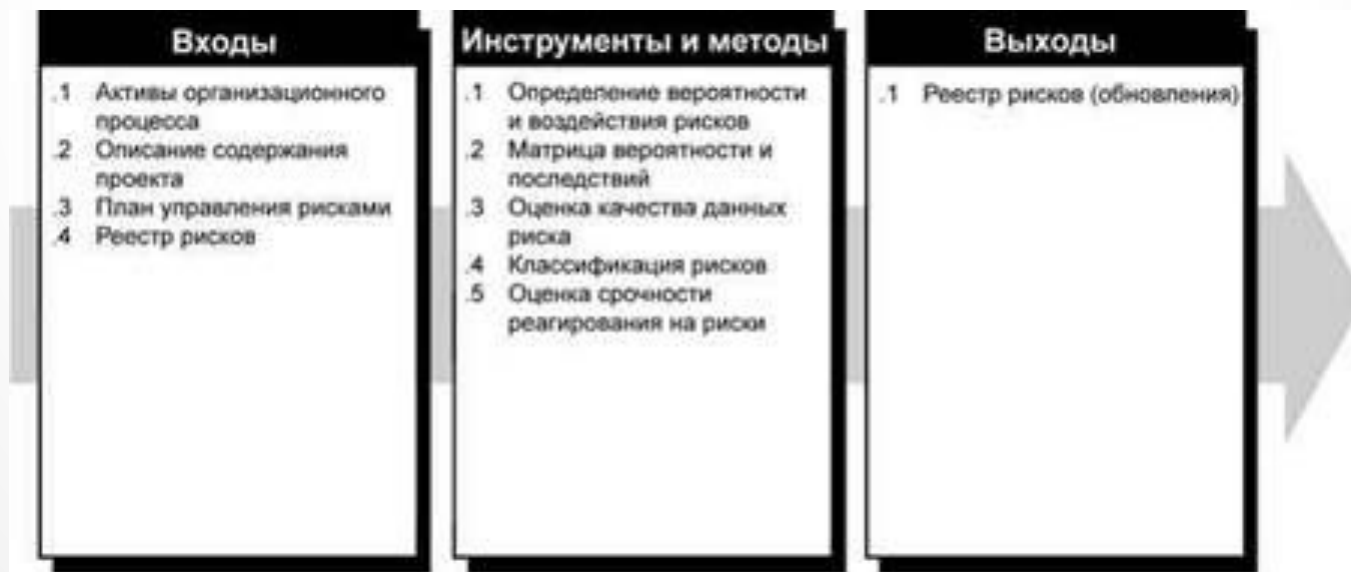 Входы
.1 Активы организационного
процесса
.2 Описание содержания
проекта
.3 План управления рисками
.4 Реестр рисков
Инструменты и методы
.1 Определение вероятности
и воздействия рисков
.2 Матрица вероятности и
последствий
.3 Оценка качества данных
риска
.4 Классификация рисков
.5 Оценка срочности
реагирования на риски
Выходы
.1 Реестр рисков (обновления)